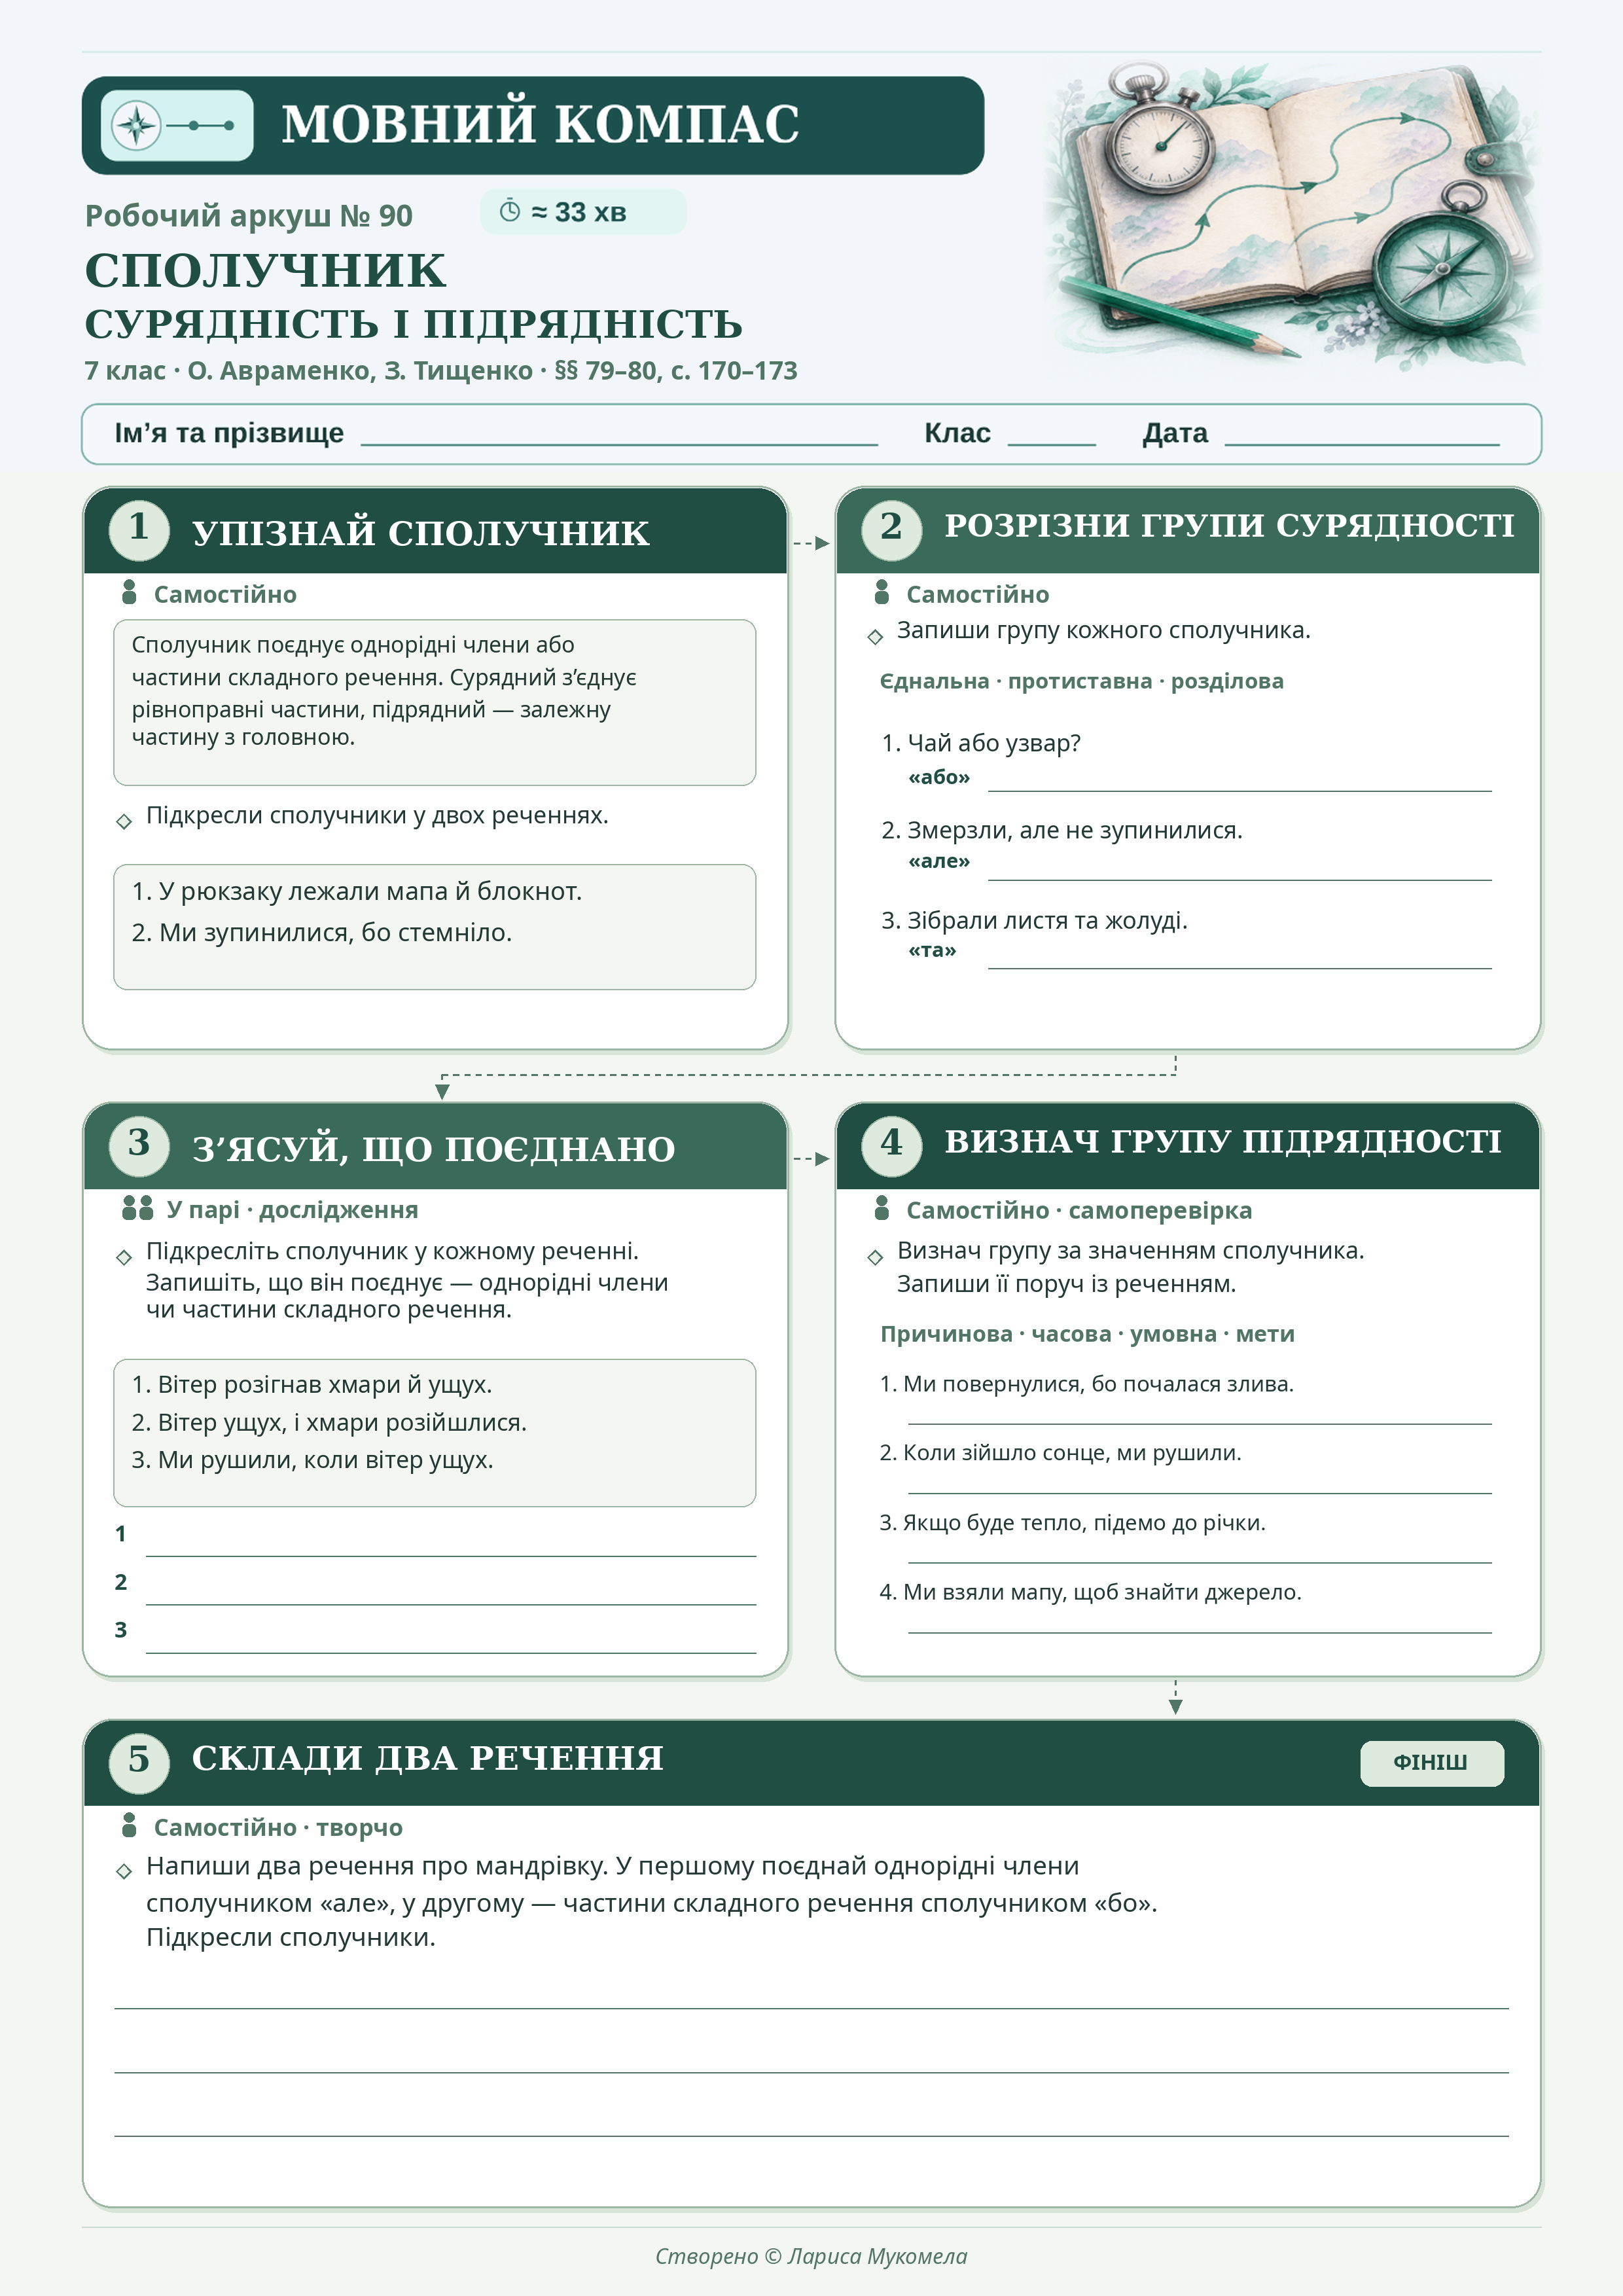 МОВНИЙ КОМПАС
Робочий аркуш № 90
≈ 33 хв
СПОЛУЧНИК
СУРЯДНІСТЬ І ПІДРЯДНІСТЬ
7 клас · О. Авраменко, З. Тищенко · §§ 79–80, с. 170–173
Ім’я та прізвище Клас Дата
1 УПІЗНАЙ СПОЛУЧНИК
Самостійно
Сполучник поєднує однорідні члени або
частини складного речення. Сурядний з’єднує
рівноправні частини, підрядний — залежну
частину з головною.
Підкресли сполучники у двох реченнях.
1. У рюкзаку лежали мапа й блокнот.
2. Ми зупинилися, бо стемніло.
2 РОЗРІЗНИ ГРУПИ СУРЯДНОСТІ
Самостійно
Запиши групу кожного сполучника.
Єднальна · протиставна · розділова
1. Чай або узвар?
«або»
2. Змерзли, але не зупинилися.
«але»
3. Зібрали листя та жолуді.
«та»
3 З’ЯСУЙ, ЩО ПОЄДНАНО
У парі · дослідження
Підкресліть сполучник у кожному реченні.
Запишіть, що він поєднує — однорідні члени
чи частини складного речення.
1. Вітер розігнав хмари й ущух.
2. Вітер ущух, і хмари розійшлися.
3. Ми рушили, коли вітер ущух.
1
2
3
4 ВИЗНАЧ ГРУПУ ПІДРЯДНОСТІ
Самостійно · самоперевірка
Визнач групу за значенням сполучника.
Запиши її поруч із реченням.
Причинова · часова · умовна · мети
1. Ми повернулися, бо почалася злива.
2. Коли зійшло сонце, ми рушили.
3. Якщо буде тепло, підемо до річки.
4. Ми взяли мапу, щоб знайти джерело.
5 СКЛАДИ ДВА РЕЧЕННЯ
ФІНІШ
Самостійно · творчо
Напиши два речення про мандрівку. У першому поєднай однорідні члени
сполучником «але», у другому — частини складного речення сполучником «бо».
Підкресли сполучники.
Створено © Лариса Мукомела